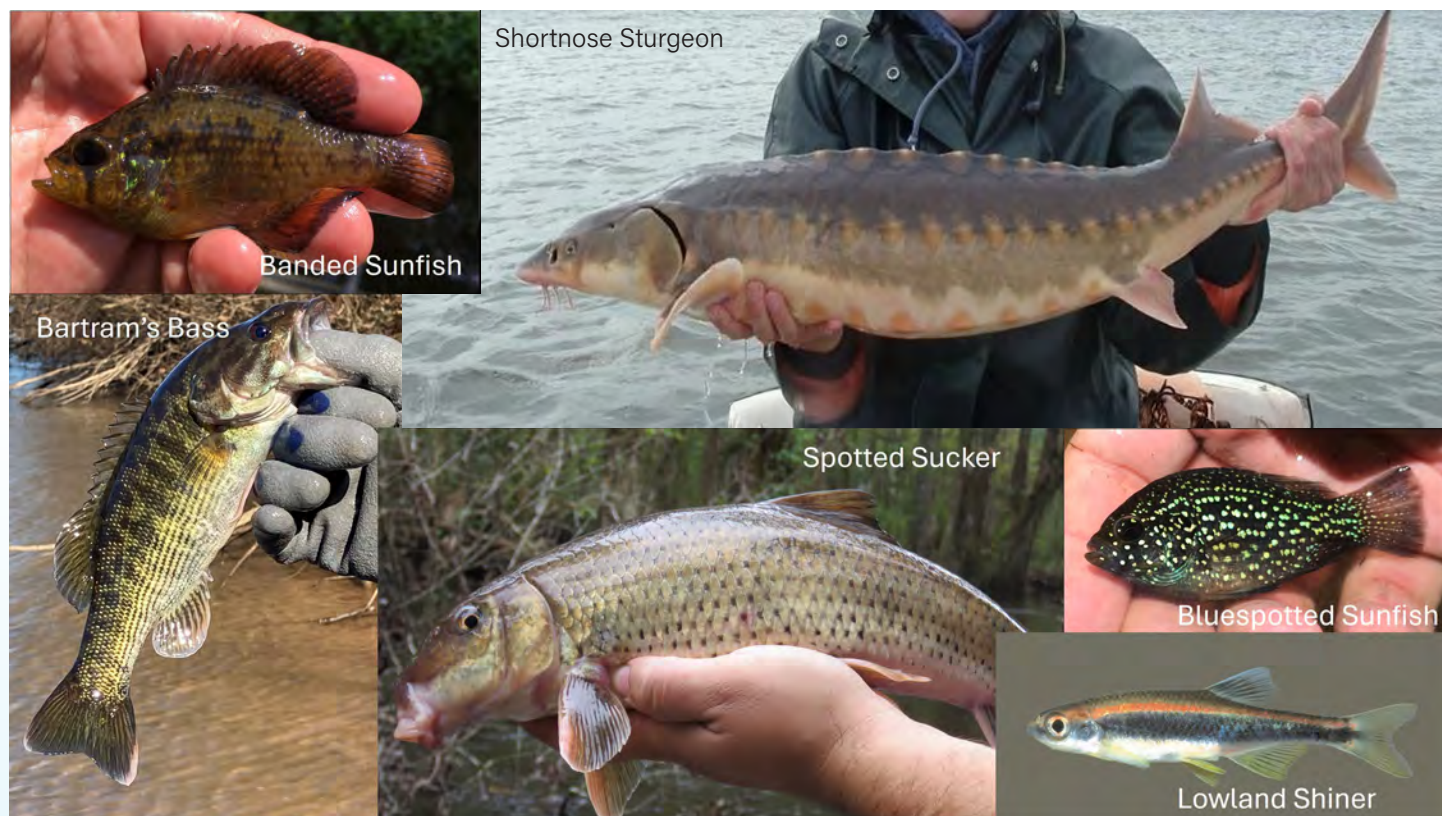 Shortnose Sturgeon
Banded Sunfish
Bartram's Bass
Spotted Sucker
Bluespotted Sunfish
Lowland Shiner